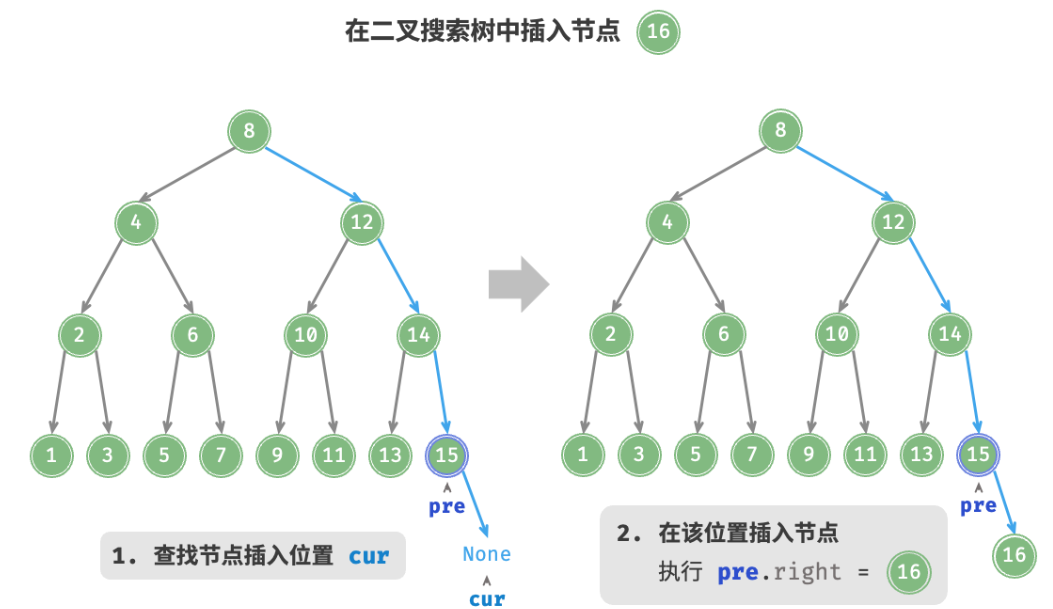 在二叉搜索树中插入节点 16
8
4 12
2 6 10 14
1 3 5 7 9 11 13 15
pre
None
cur
1. 查找节点插入位置 cur
8
4 12
2 6 10 14
1 3 5 7 9 11 13 15
pre
16
2. 在该位置插入节点
执行 pre.right = 16